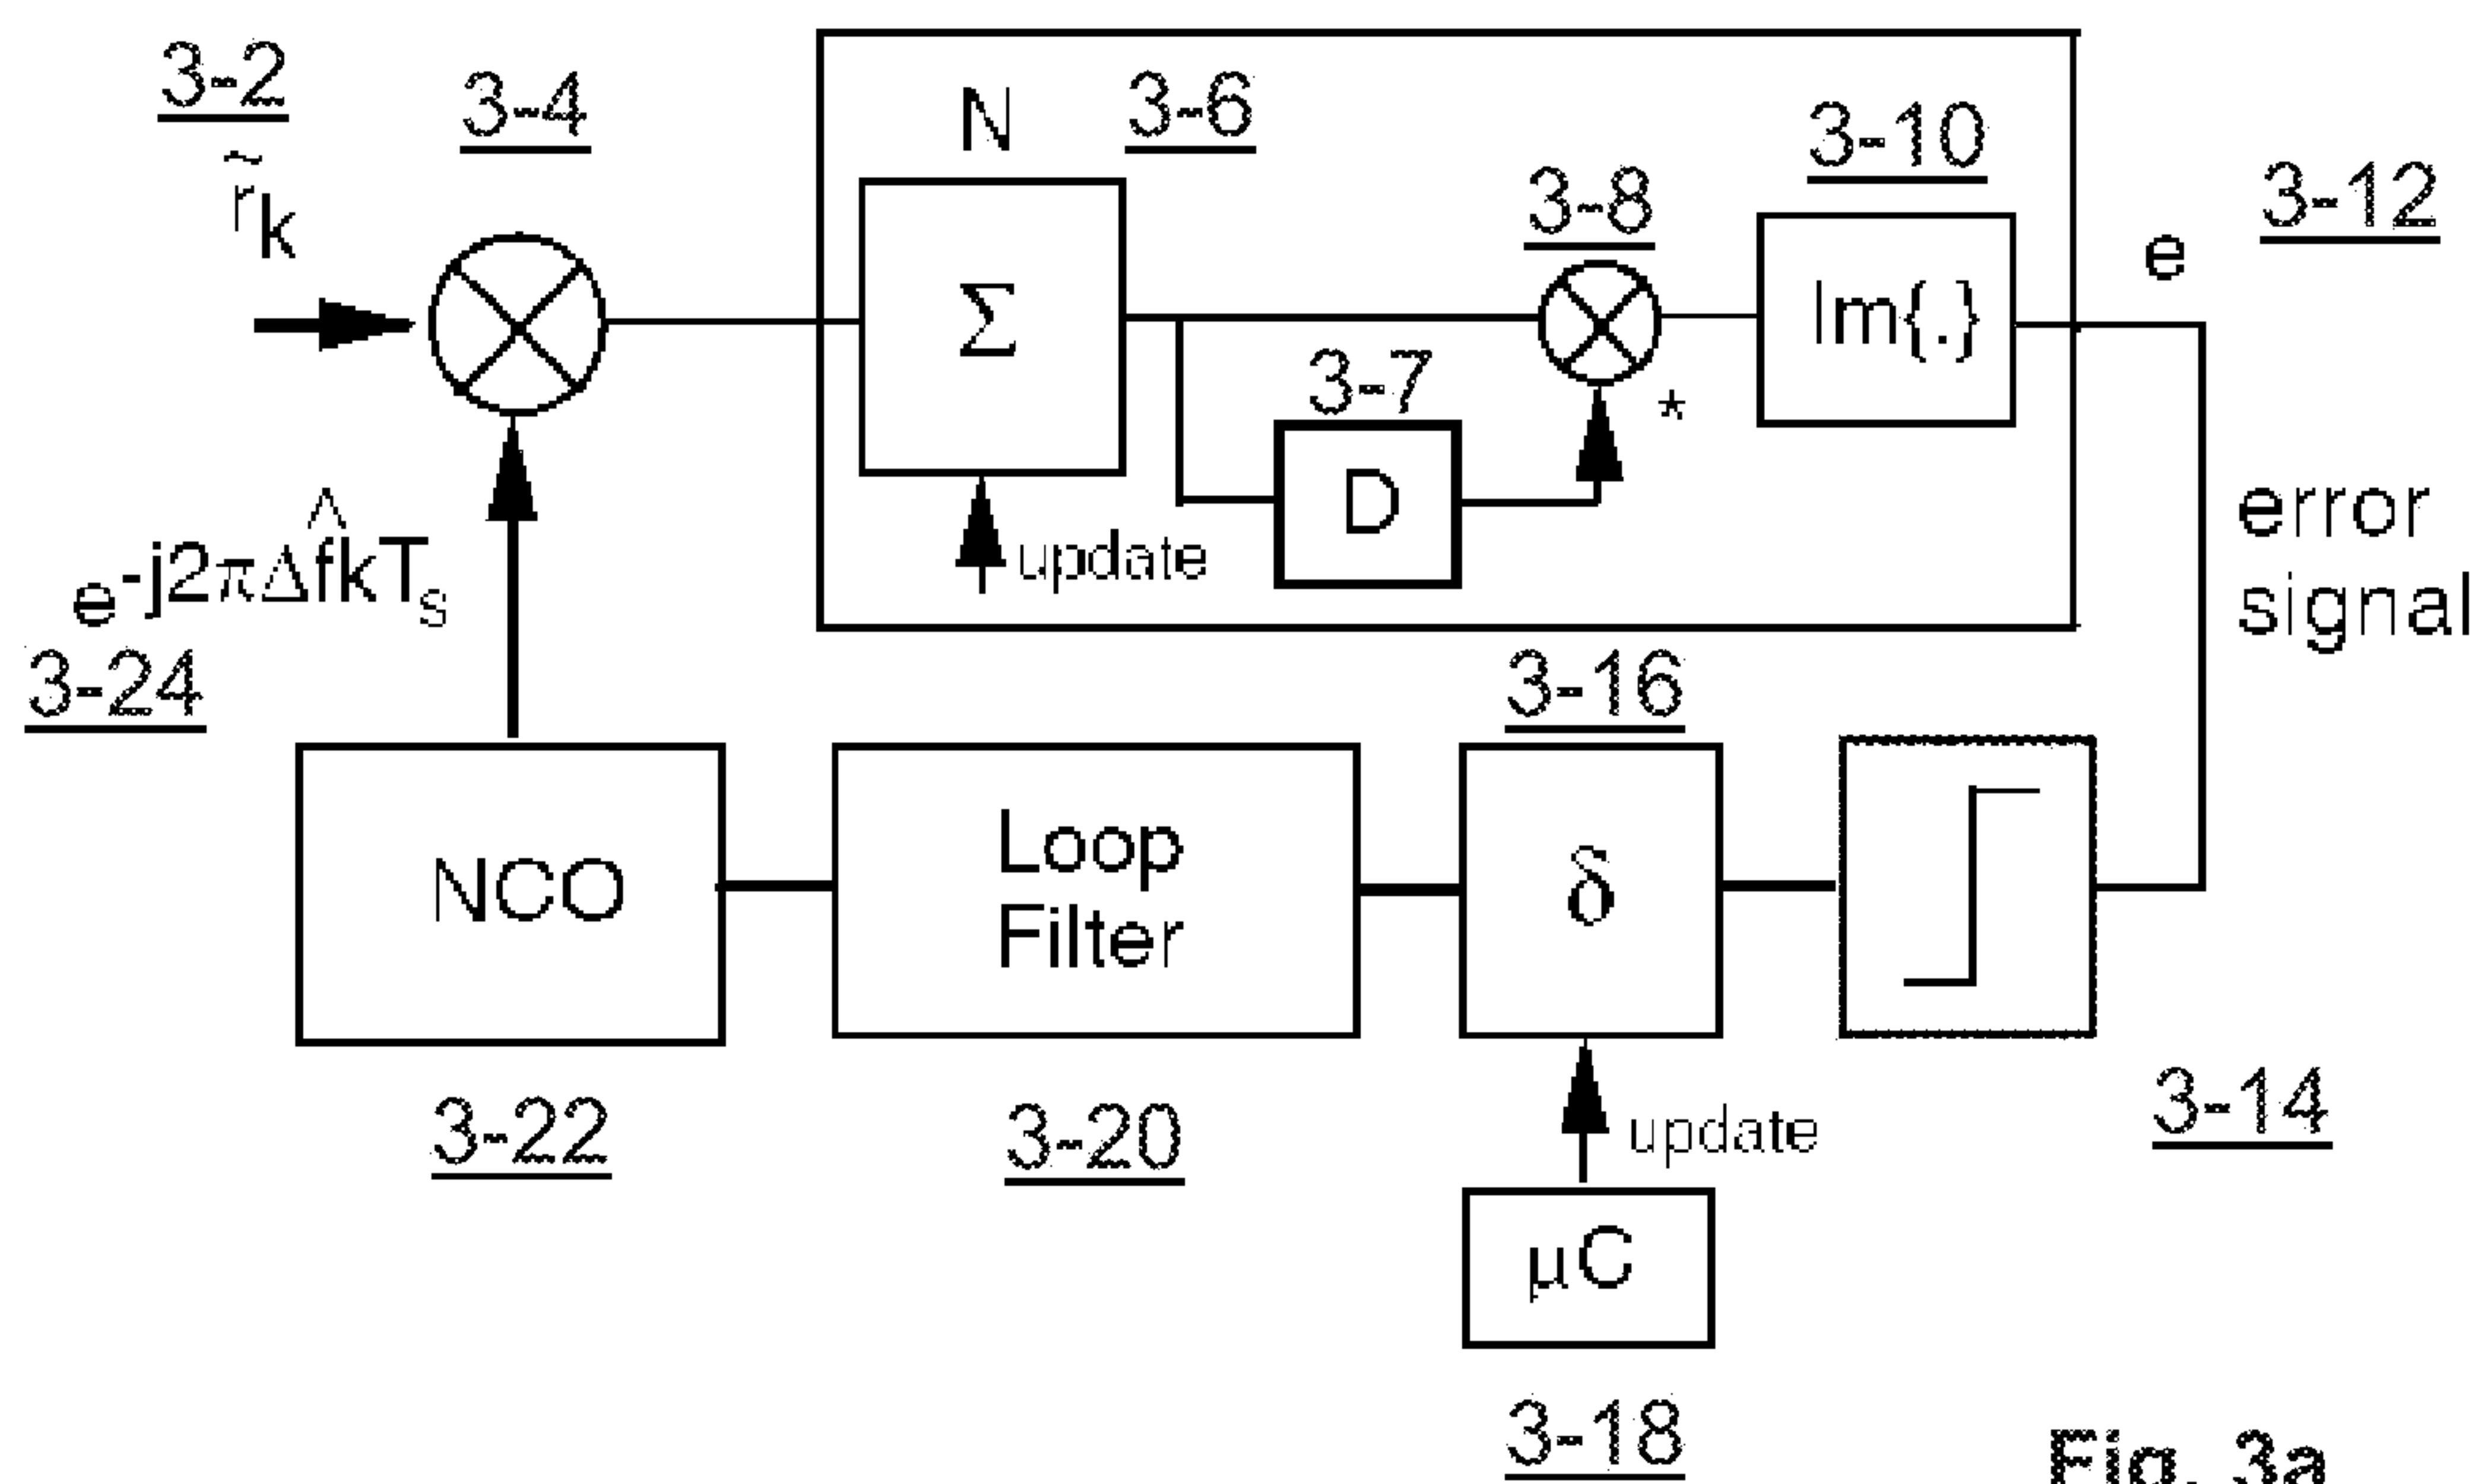 3-2
3-4
N
3-6
3-10
3-8
3-12
r̃k
e
Σ
Im{.}
3-7
*
D
update
error
signal
e-j2πΔf̂kTs
3-24
3-16
NCO
Loop
Filter
δ
3-22
3-20
update
3-14
µC
3-18
Fig. 3a